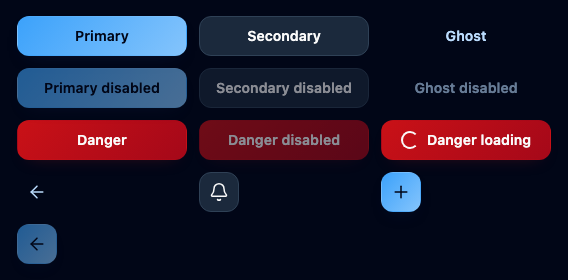 Primary
Secondary
Ghost
Primary disabled
Secondary disabled
Ghost disabled
Danger
Danger disabled
Danger loading